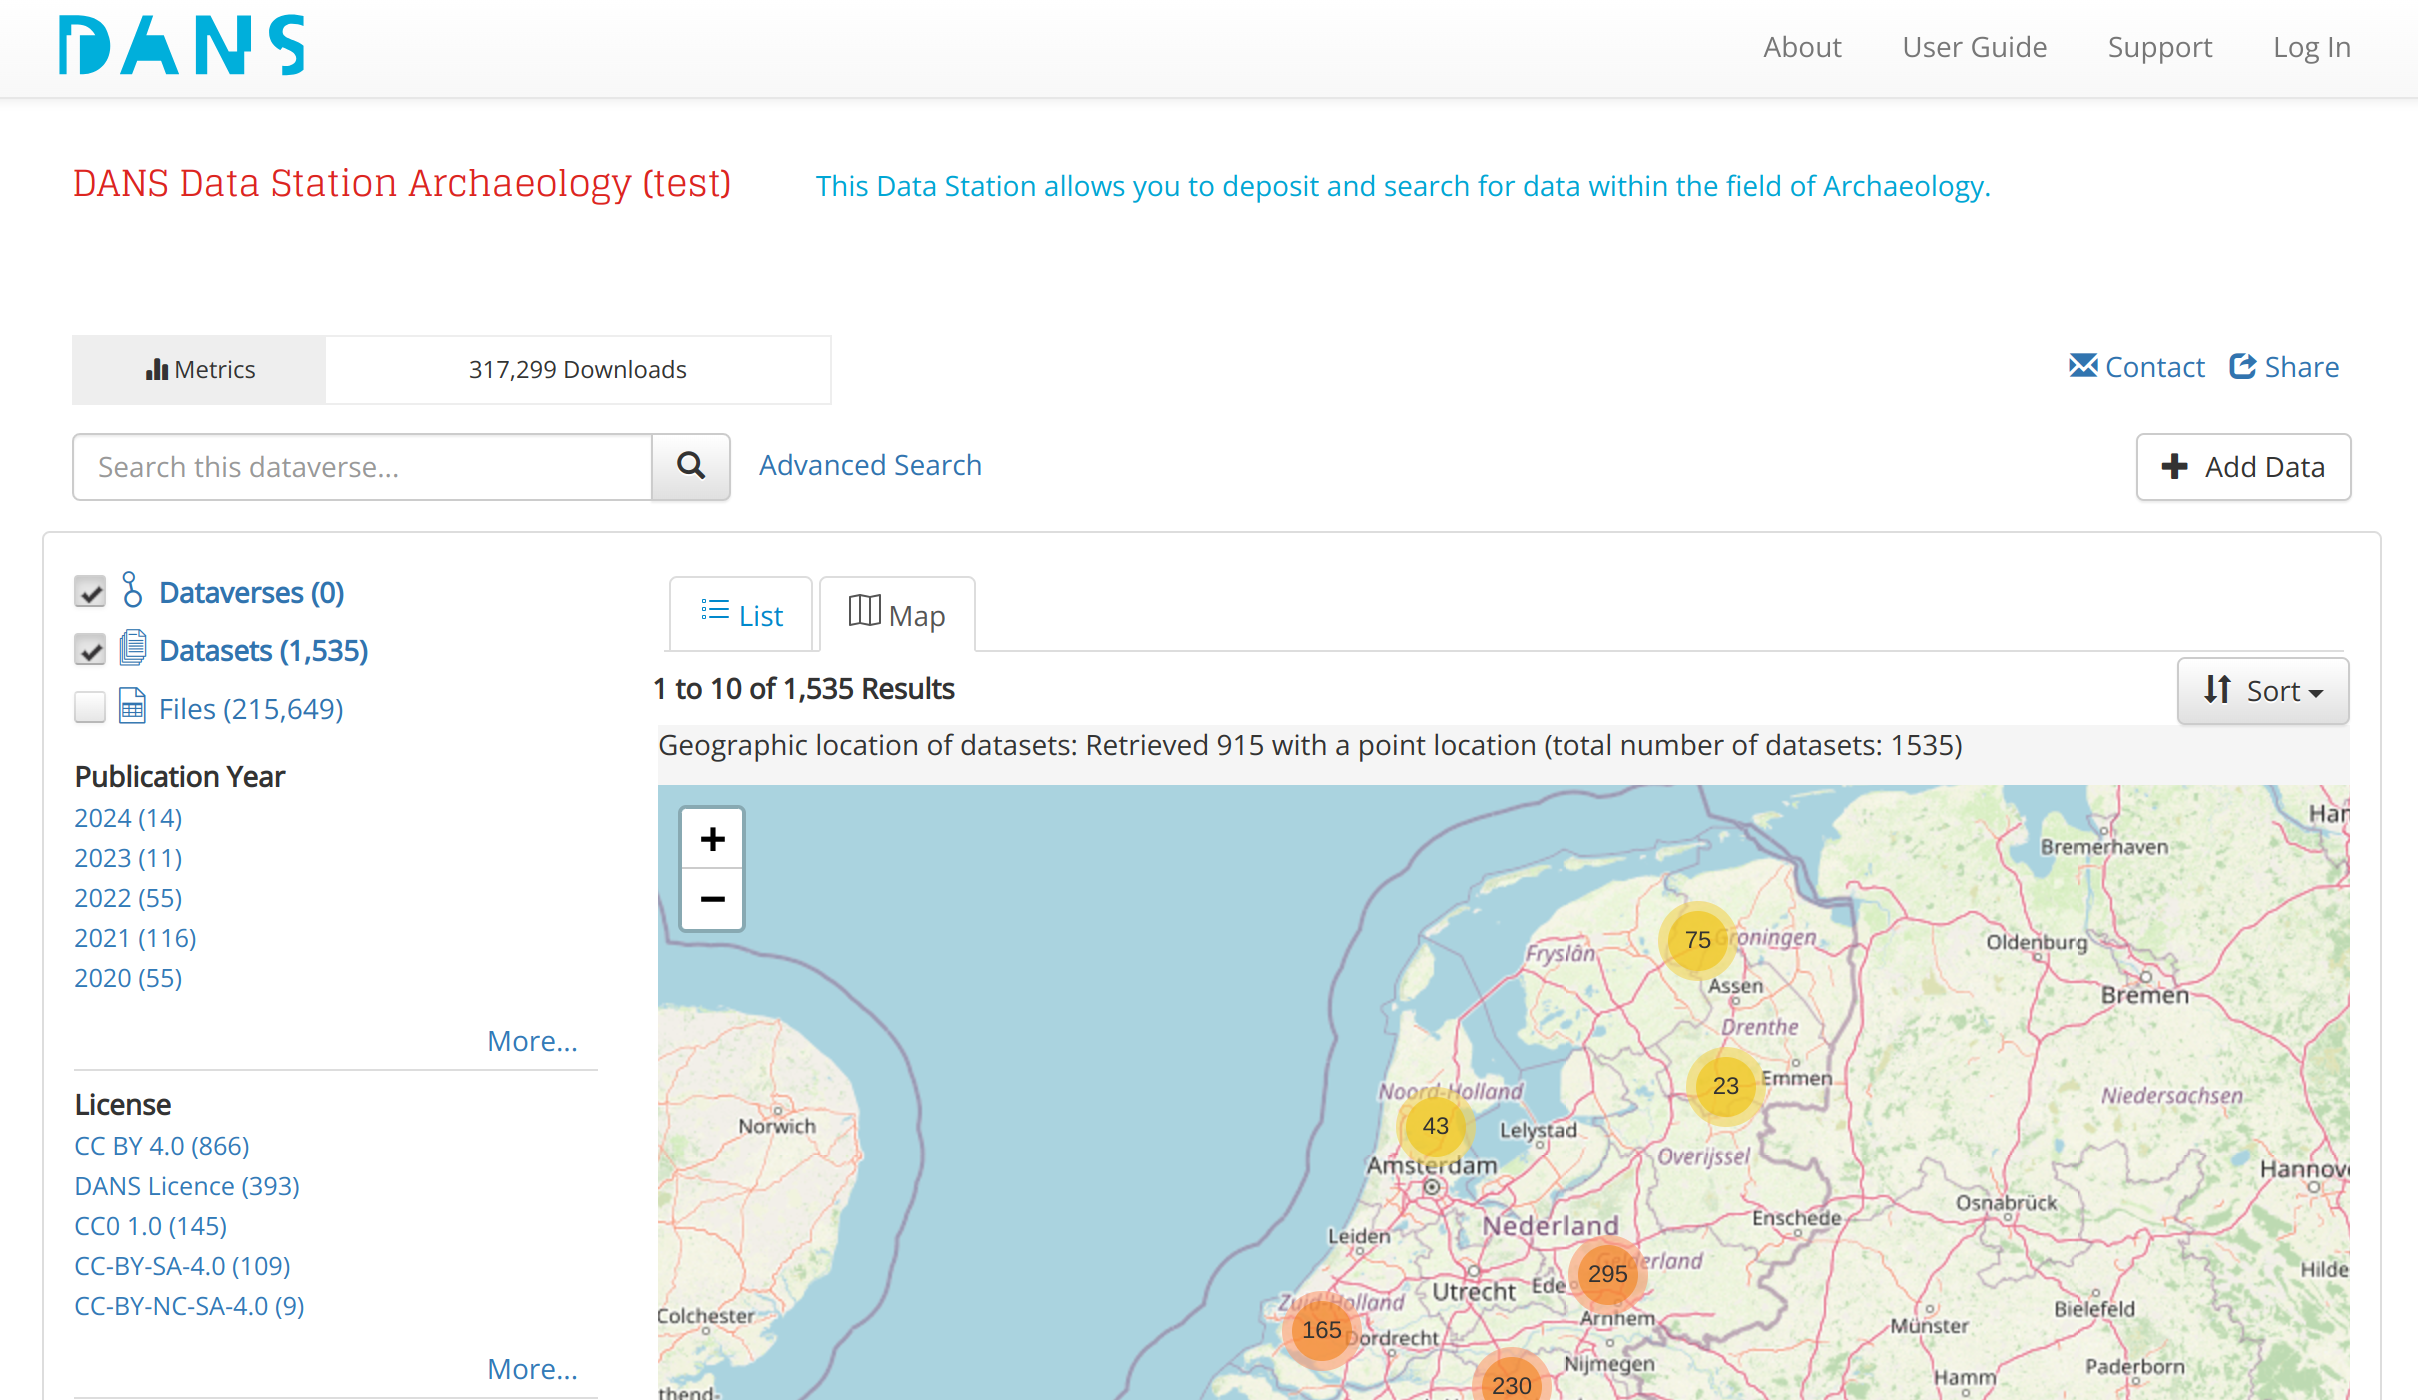 DANS
About User Guide Support Log In
DANS Data Station Archaeology (test)
This Data Station allows you to deposit and search for data within the field of Archaeology.
Metrics
317,299 Downloads
Contact Share
Search this dataverse...
Advanced Search
Add Data
Dataverses (0)
Datasets (1,535)
Files (215,649)
Publication Year
2024 (14)
2023 (11)
2022 (55)
2021 (116)
2020 (55)
More...
License
CC BY 4.0 (866)
DANS Licence (393)
CC0 1.0 (145)
CC-BY-SA-4.0 (109)
CC-BY-NC-SA-4.0 (9)
More...
List
Map
1 to 10 of 1,535 Results
Sort
Geographic location of datasets: Retrieved 915 with a point location (total number of datasets: 1535)
+
−
Har
Bremerhaven
75
Groningen
Fryslân
Oldenburg
Assen
Bremen
Drenthe
23
Emmen
Noord-Holland
Niedersachsen
43
Norwich
Lelystad
Overijssel
Amsterdam
Hannov
Osnabrück
Enschede
Nederland
Leiden
295
Gelderland
Hilde
Utrecht
Ede
Zuid-Holland
Bielefeld
Colchester
Arnhem
165
Münster
Dordrecht
Nijmegen
Paderborn
Hamm
230
thend-